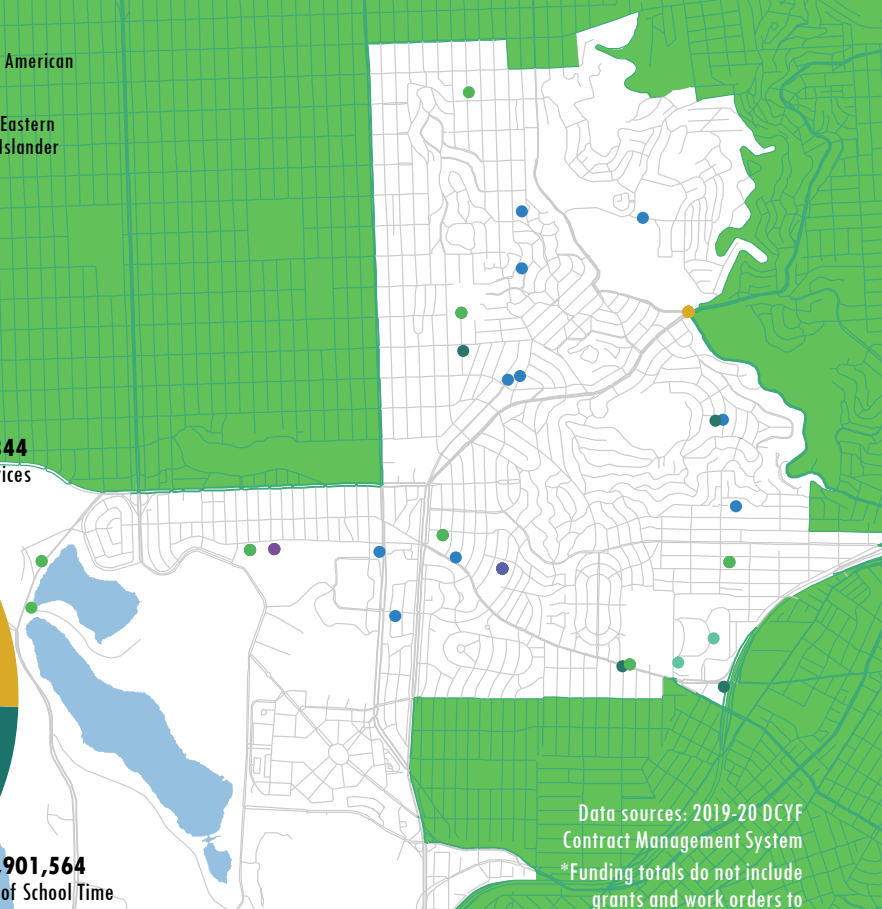 American
Eastern
Islander
344
ices
,901,564
of School Time
Data sources: 2019-20 DCYF
Contract Management System
*Funding totals do not include
grants and work orders to